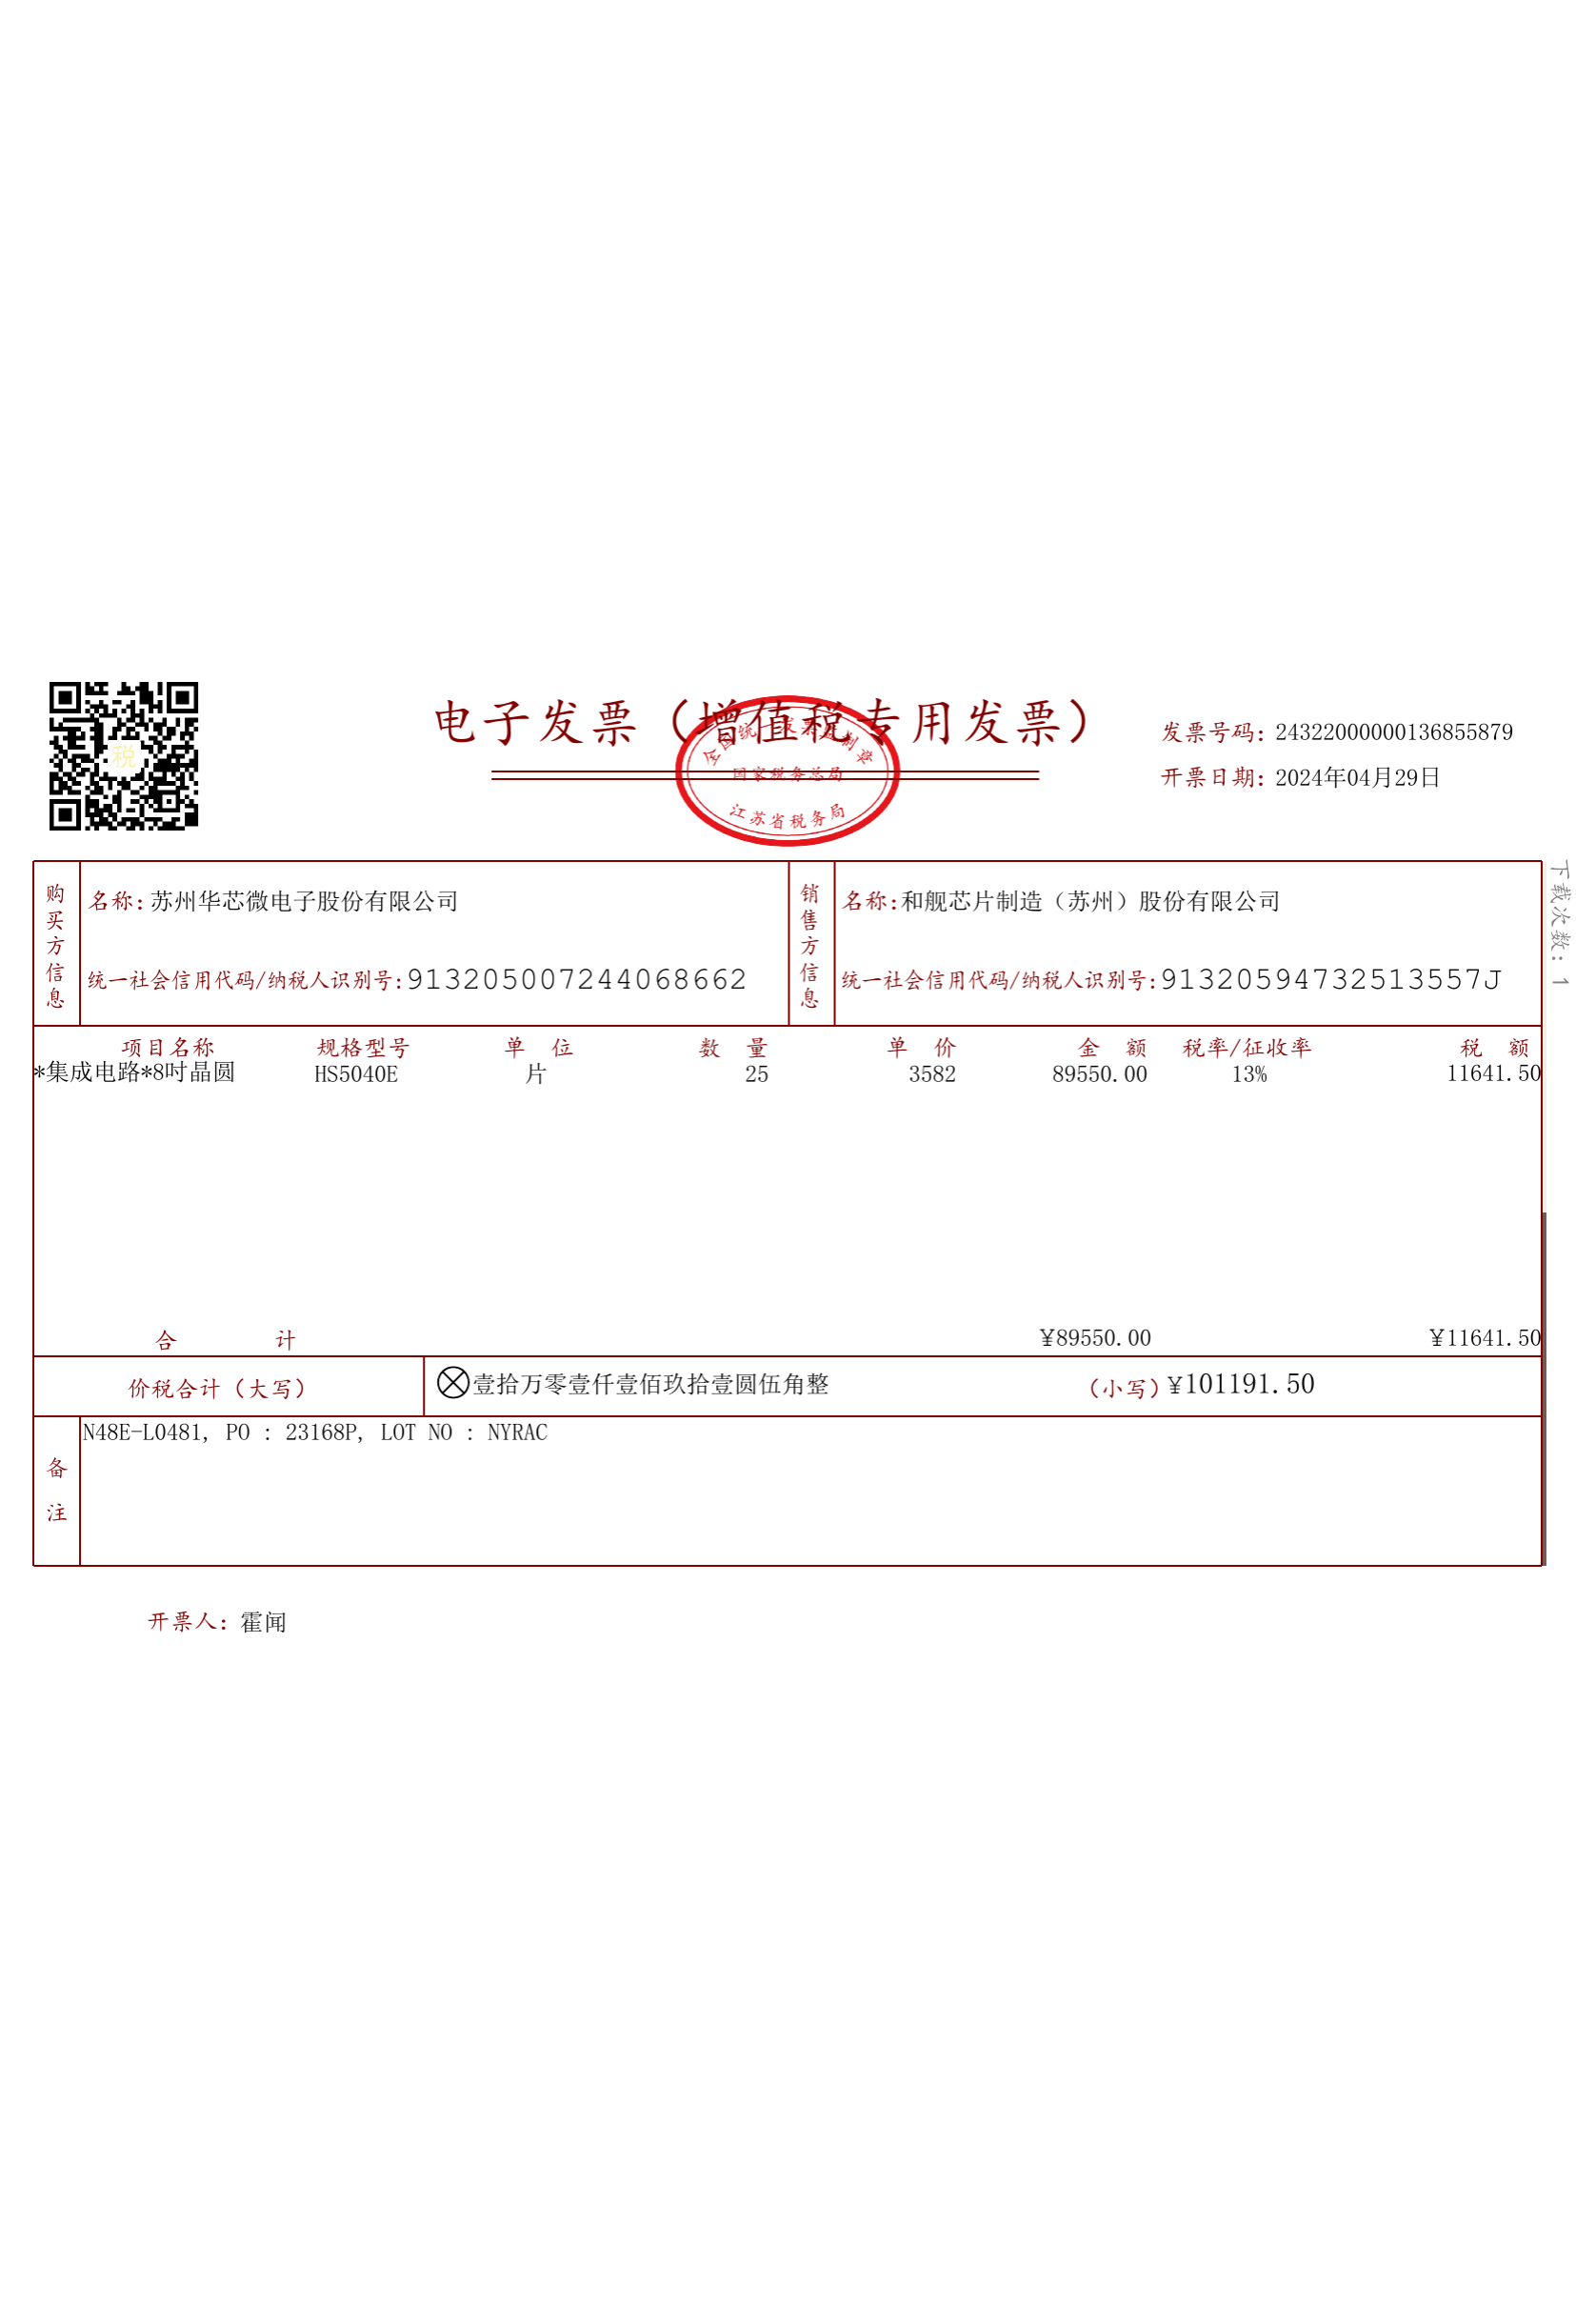 电子发票（增值税专用发票）
全国统一发票监制章
国家税务总局
江苏省税务局
税
发票号码：24322000000136855879
开票日期：2024年04月29日
下载次数：1
购买方信息
名称：苏州华芯微电子股份有限公司
统一社会信用代码/纳税人识别号：913205007244068662
销售方信息
名称：和舰芯片制造（苏州）股份有限公司
统一社会信用代码/纳税人识别号：91320594732513557J
项目名称 规格型号 单 位 数 量 单 价 金 额 税率/征收率 税 额
*集成电路*8吋晶圆 HS5040E 片 25 3582 89550.00 13% 11641.50
合 计 ¥89550.00 ¥11641.50
价税合计（大写） ⊗壹拾万零壹仟壹佰玖拾壹圆伍角整 （小写）¥101191.50
备注
N48E-L0481, PO : 23168P, LOT NO : NYRAC
开票人：霍闻